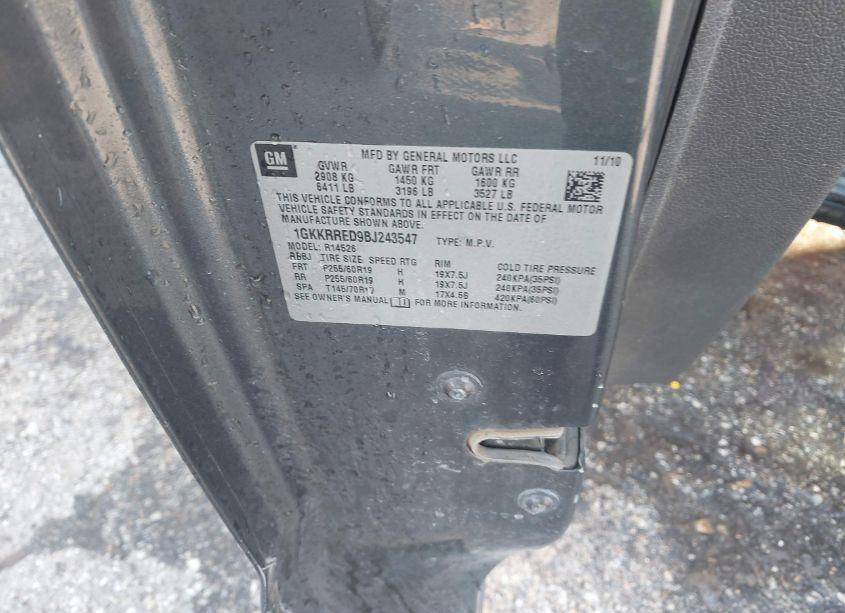 GM
MFD BY GENERAL MOTORS LLC 11/10
GVWR GAWR FRT GAWR RR
2908 KG 1450 KG 1600 KG
6411 LB 3196 LB 3527 LB
THIS VEHICLE CONFORMS TO ALL APPLICABLE U.S. FEDERAL MOTOR
VEHICLE SAFETY STANDARDS IN EFFECT ON THE DATE OF
MANUFACTURE SHOWN ABOVE.
1GKKRRED9BJ243547 TYPE: M.P.V.
MODEL: R14526
TIRE SIZE SPEED RTG RIM COLD TIRE PRESSURE
FRT P255/60R19 H 19X7.5J 240KPA(35PSI)
RR P255/60R19 H 19X7.5J 240KPA(35PSI)
SPA T145/70R17 M 17X4.5B 420KPA(60PSI)
SEE OWNER'S MANUAL FOR MORE INFORMATION.